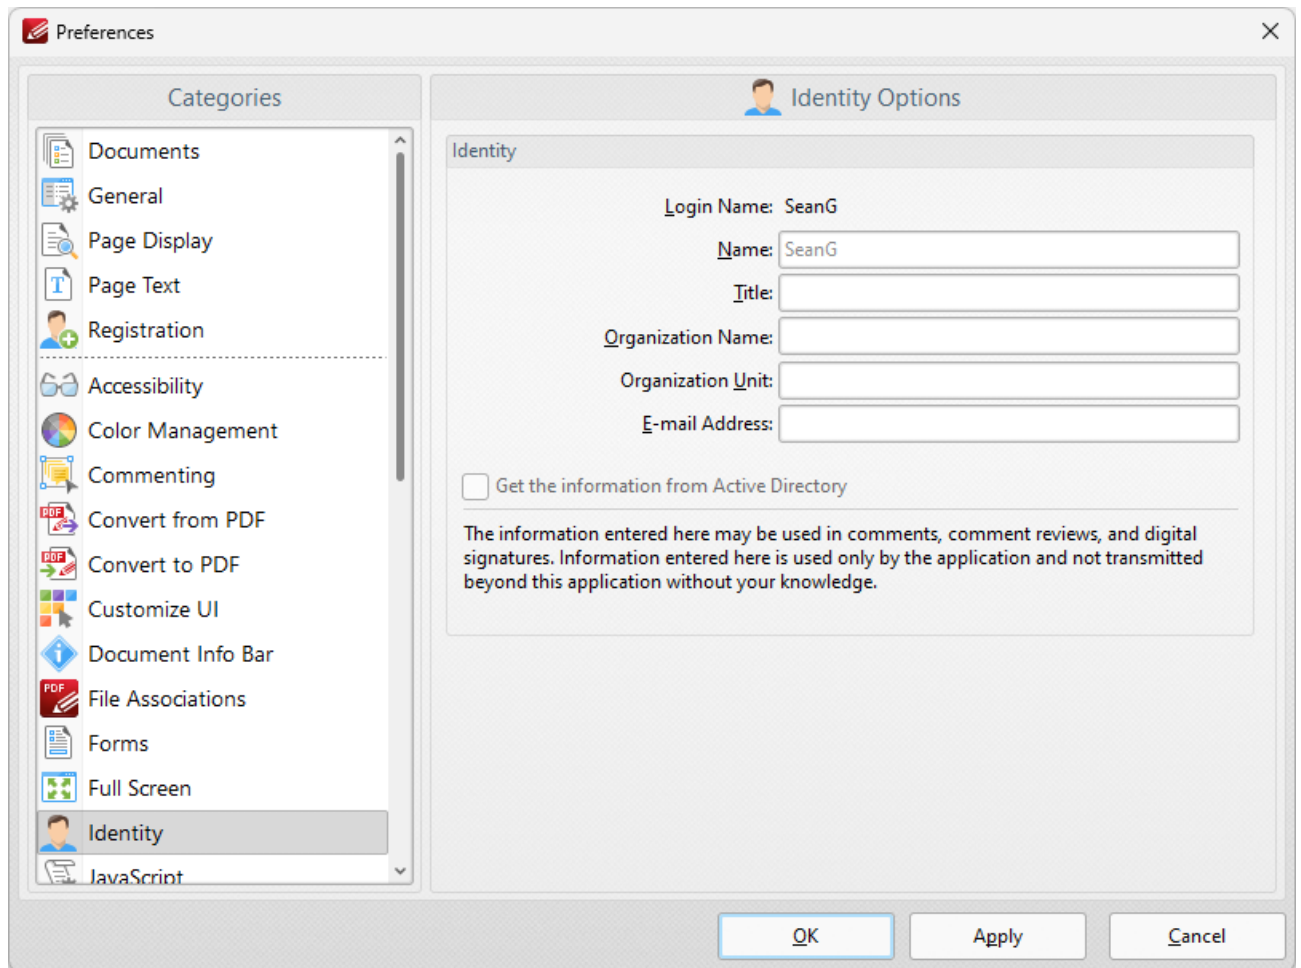 Preferences
Categories
Documents
General
Page Display
Page Text
Registration
Accessibility
Color Management
Commenting
Convert from PDF
Convert to PDF
Customize UI
Document Info Bar
File Associations
Forms
Full Screen
Identity
JavaScript
Identity Options
Identity
Login Name: SeanG
Name: SeanG
Title:
Organization Name:
Organization Unit:
E-mail Address:
Get the information from Active Directory
The information entered here may be used in comments, comment reviews, and digital
signatures. Information entered here is used only by the application and not transmitted
beyond this application without your knowledge.
OK Apply Cancel